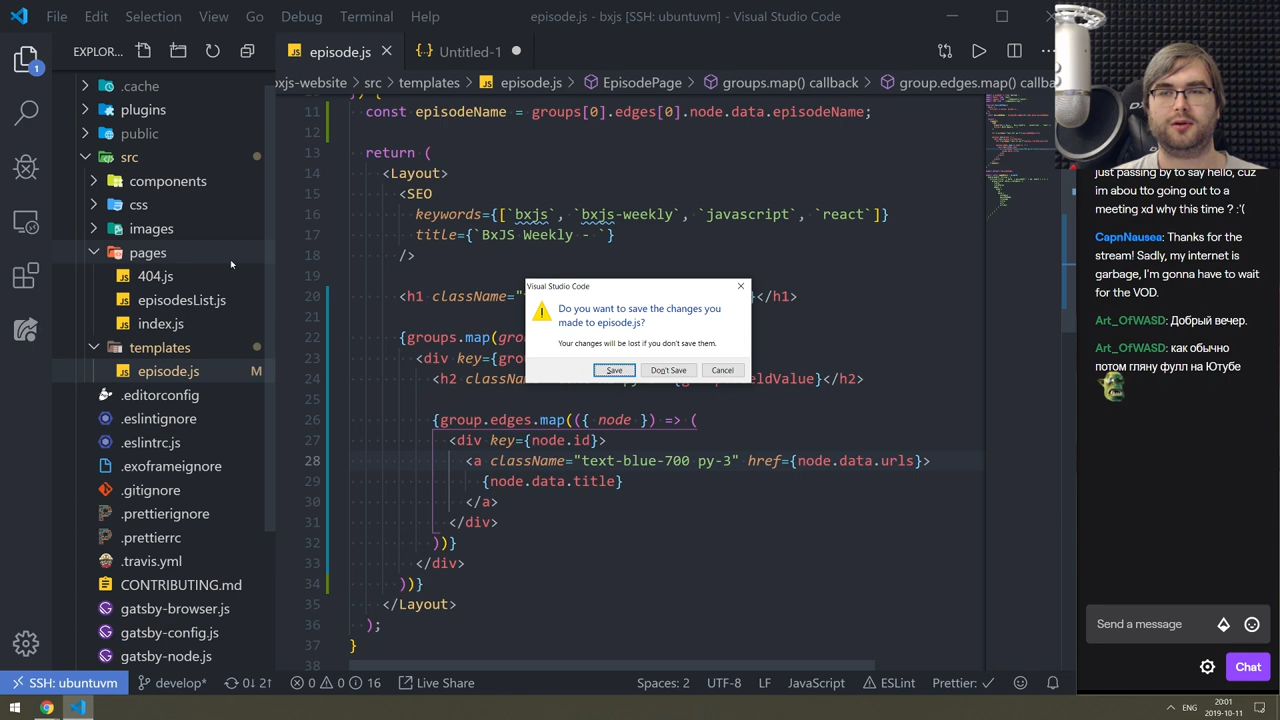 File Edit Selection View Go Debug Terminal Help episode.js - bxjs [SSH: ubuntuvm] - Visual Studio Code
EXPLOR...
episode.js
Untitled-1
bxjs-website src templates episode.js EpisodePage groups.map() callback group.edges.map() callba
.cache
plugins
public
src
components
css
images
pages
404.js
episodesList.js
index.js
templates
episode.js M
.editorconfig
.eslintignore
.eslintrc.js
.exoframeignore
.gitignore
.prettierignore
.prettierrc
.travis.yml
CONTRIBUTING.md
gatsby-browser.js
gatsby-config.js
gatsby-node.js
1
11 const episodeName = groups[0].edges[0].node.data.episodeName;
12
13 return (
14 <Layout>
15 <SEO
16 keywords={[`bxjs`, `bxjs-weekly`, `javascript`, `react`]}
17 title={`BxJS Weekly - `}
18 />
19
20 <h1 className=" }</h1>
21
22 {groups.map(gro
23 <div key={gro
24 <h2 classNam eldValue}</h2>
25
26 {group.edges.map(({ node }) => (
27 <div key={node.id}>
28 <a className="text-blue-700 py-3" href={node.data.urls}>
29 {node.data.title}
30 </a>
31 </div>
32 ))}
33 </div>
34 ))}
35 </Layout>
36 );
37 }
38
Visual Studio Code
Do you want to save the changes you
made to episode.js?
Your changes will be lost if you don't save them.
Save Don't Save Cancel
just passing by to say hello, cuz
im abou tto going out to a
meeting xd why this time ? :'(
CapnNausea: Thanks for the
stream! Sadly, my internet is
garbage, I'm gonna have to wait
for the VOD.
Art_OfWASD: Добрый вечер.
Art_OfWASD: как обычно
потом гляну фулл на Ютубе
Send a message
Chat
SSH: ubuntuvm develop* 0↓ 2↑ 0 0 16 Live Share Spaces: 2 UTF-8 LF JavaScript ESLint Prettier: ✓
ENG
20:01
2019-10-11